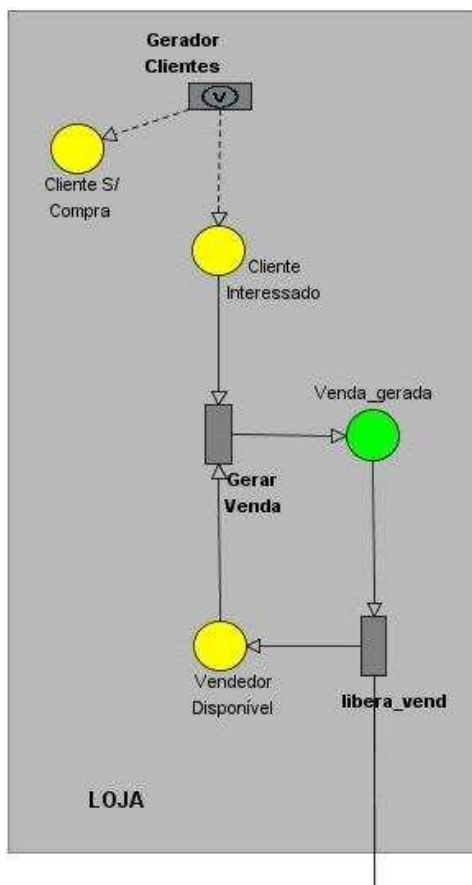 Gerador
Clientes
V
Cliente S/
Compra
Cliente
Interessado
Venda_gerada
Gerar
Venda
Vendedor
Disponível
libera_vend
LOJA